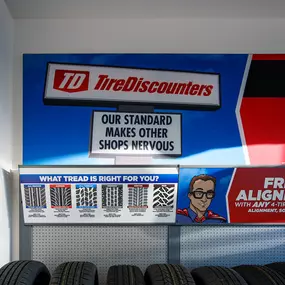 TD TireDiscounters
OUR STANDARD
MAKES OTHER
SHOPS NERVOUS
WHAT TREAD IS RIGHT FOR YOU?
FR
ALIGN
WITH ANY 4-TI
ALIGNMENT,